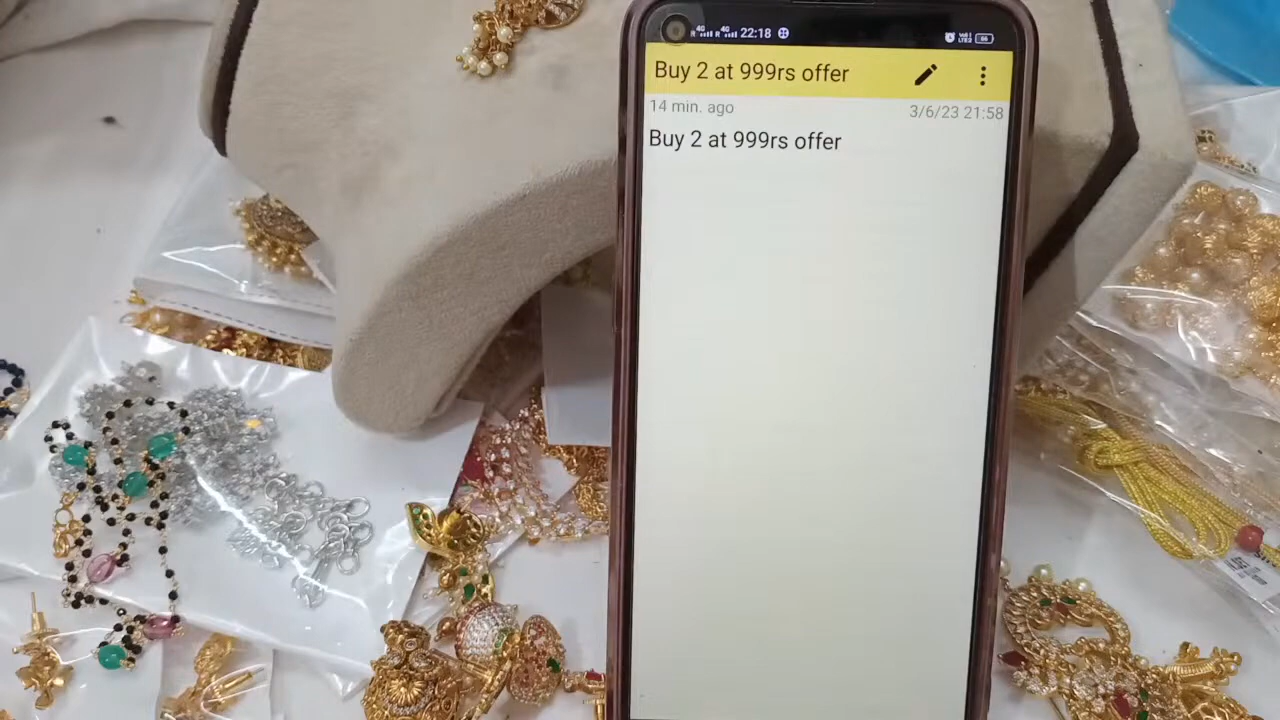 22:18
Buy 2 at 999rs offer
14 min. ago 3/6/23 21:58
Buy 2 at 999rs offer